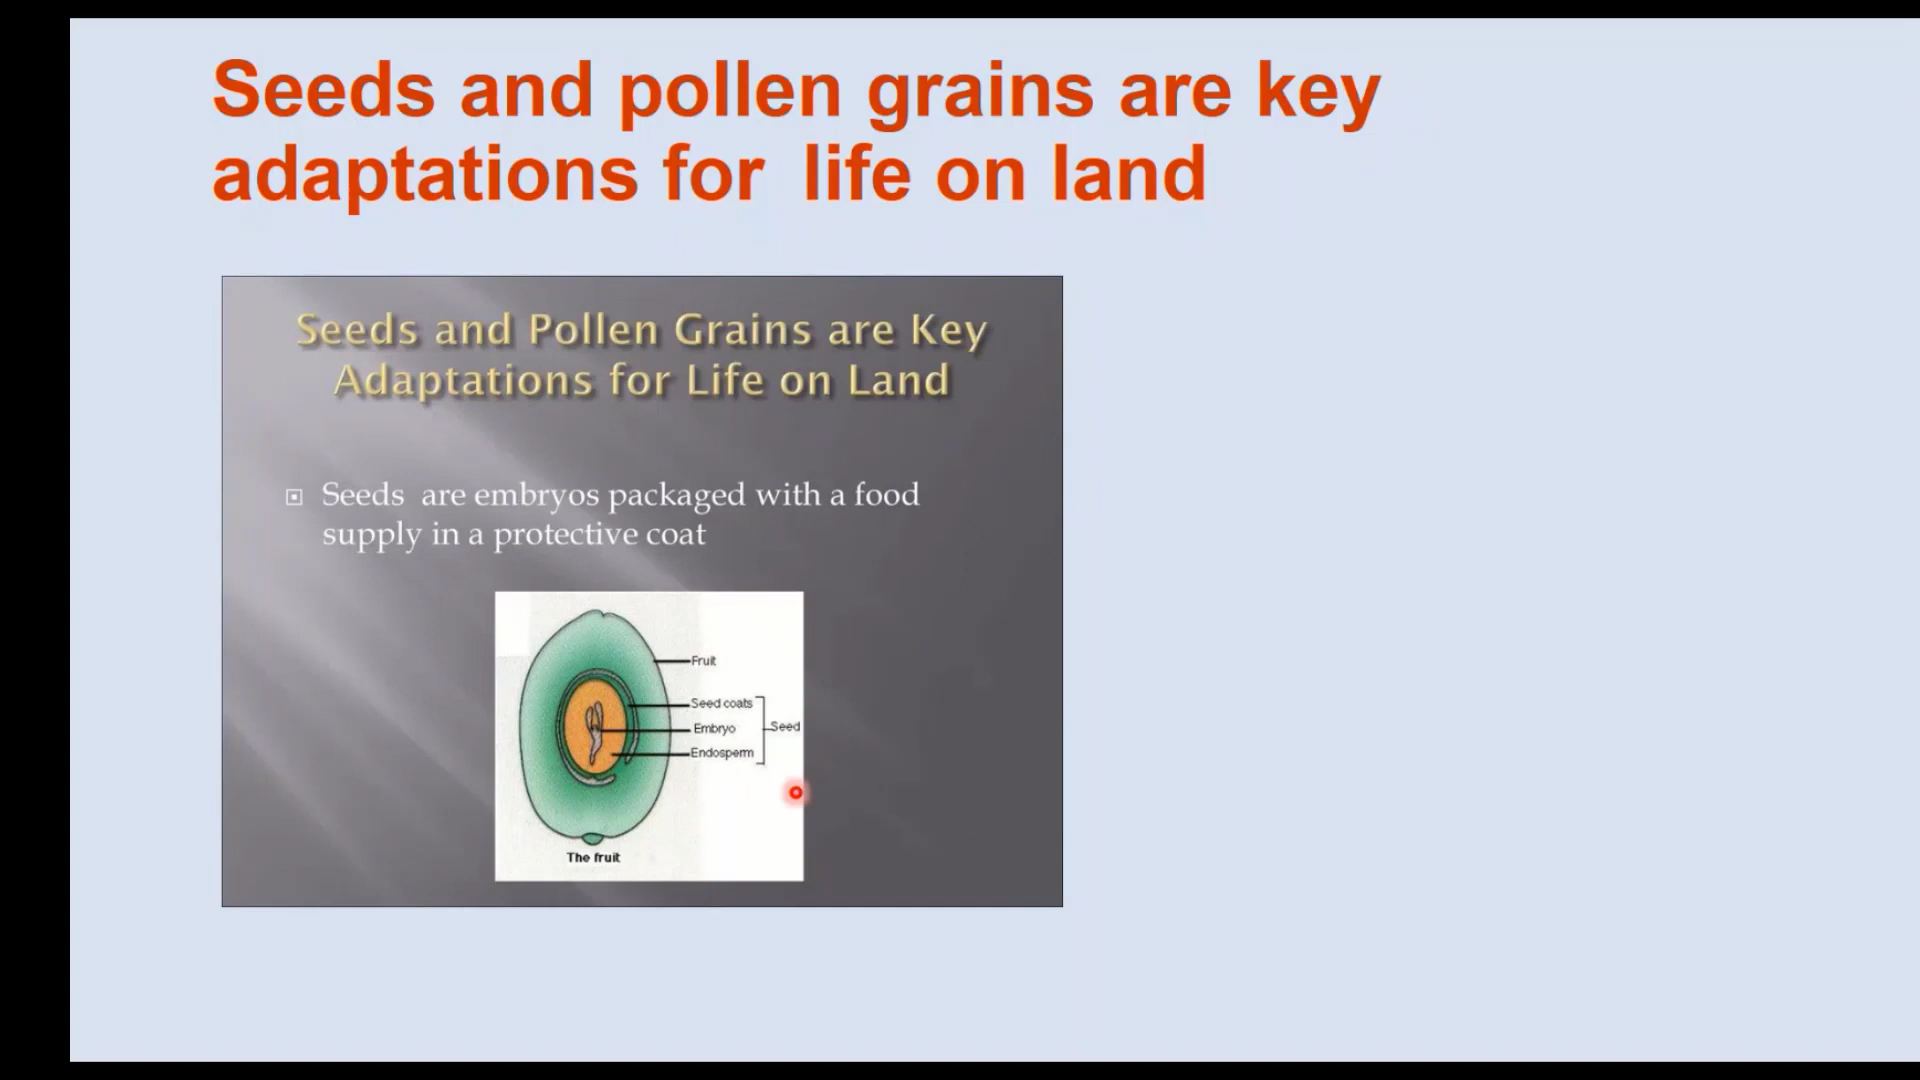 Seeds and pollen grains are key
adaptations for life on land
Seeds and Pollen Grains are Key
Adaptations for Life on Land
Seeds are embryos packaged with a food
supply in a protective coat
Fruit
Seed coats
Seed
Embryo
Endosperm
The fruit